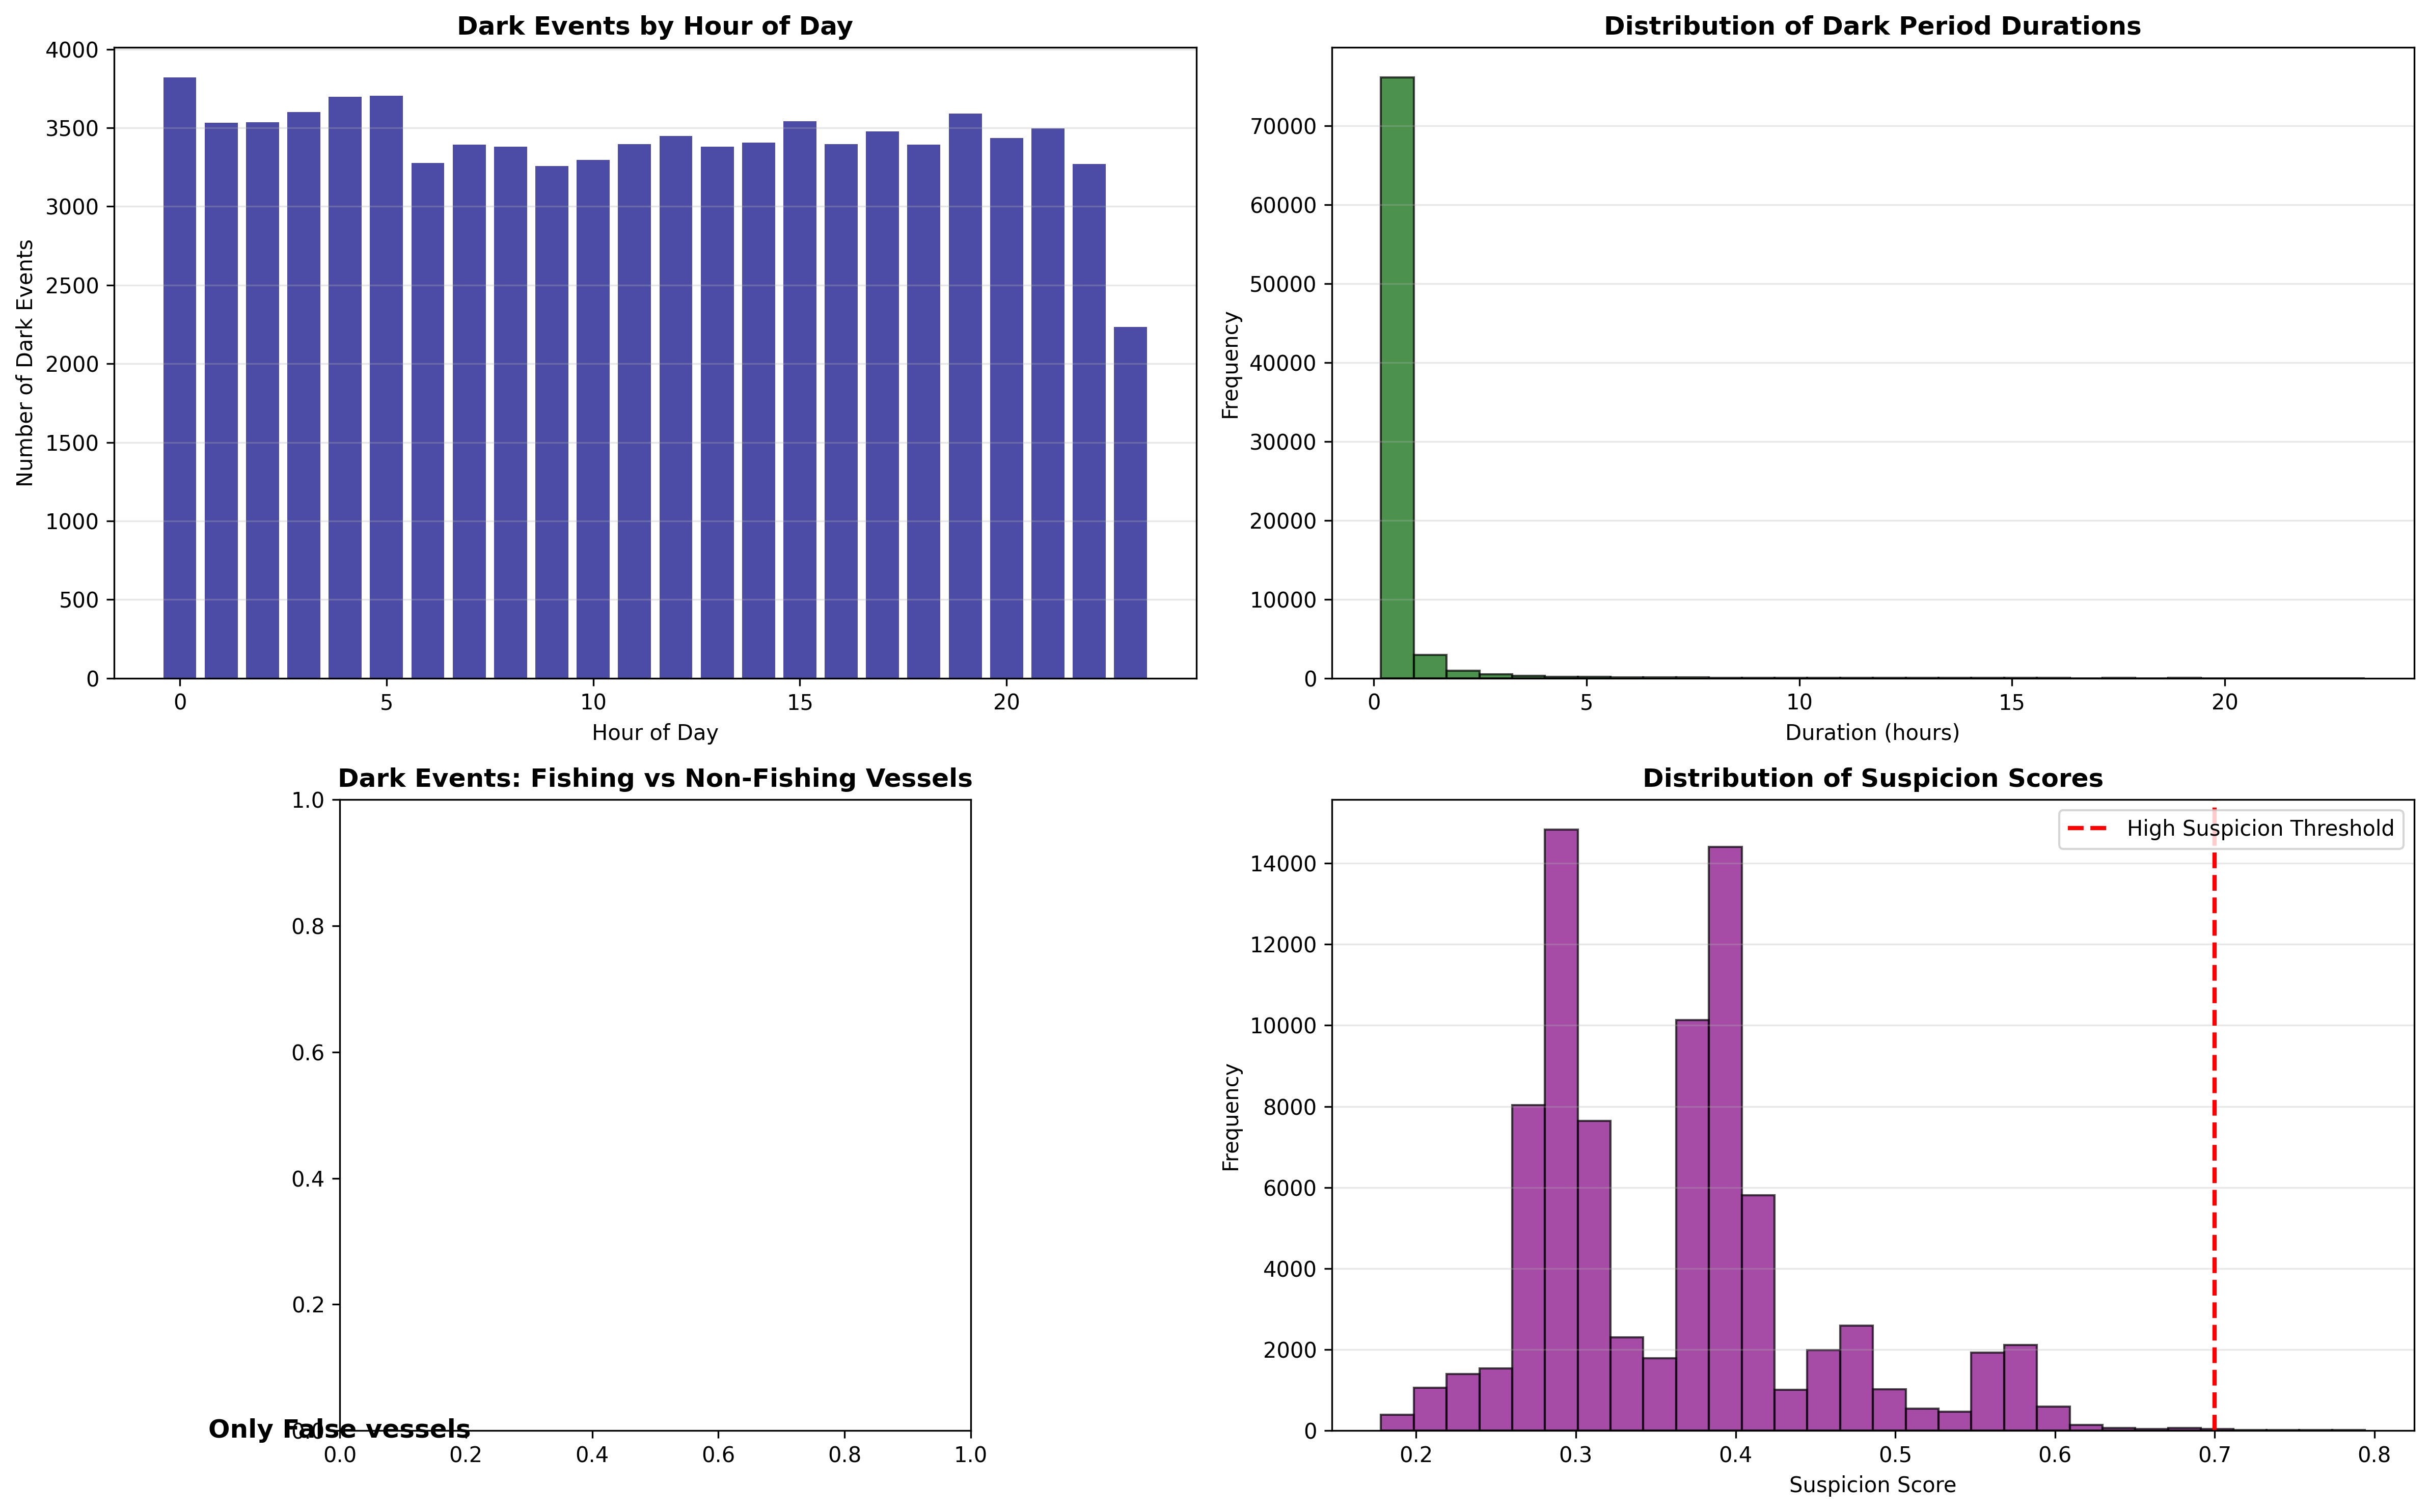 Dark Events by Hour of Day
4000
3500
3000
2500
2000
1500
1000
500
0
Number of Dark Events
0 5 10 15 20
Hour of Day
Distribution of Dark Period Durations
70000
60000
50000
40000
30000
20000
10000
0
Frequency
0 5 10 15 20
Duration (hours)
Dark Events: Fishing vs Non-Fishing Vessels
1.0
0.8
0.6
0.4
0.2
0.0
Only False vessels
0.0 0.2 0.4 0.6 0.8 1.0
Distribution of Suspicion Scores
High Suspicion Threshold
14000
12000
10000
8000
6000
4000
2000
0
Frequency
0.2 0.3 0.4 0.5 0.6 0.7 0.8
Suspicion Score